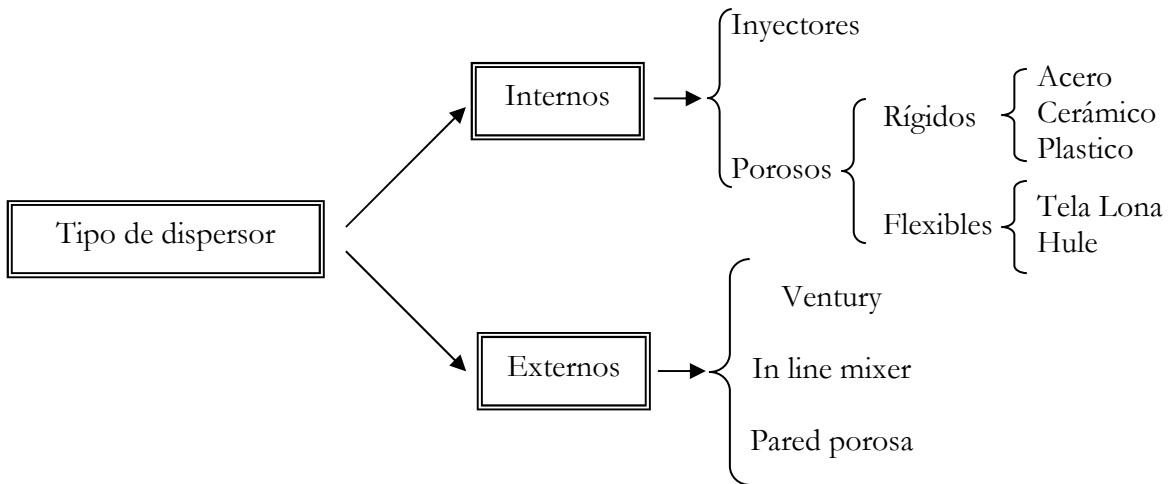 Tipo de dispersor
Internos
Inyectores
Porosos
Rígidos
Acero
Cerámico
Plastico
Flexibles
Tela Lona
Hule
Externos
Ventury
In line mixer
Pared porosa